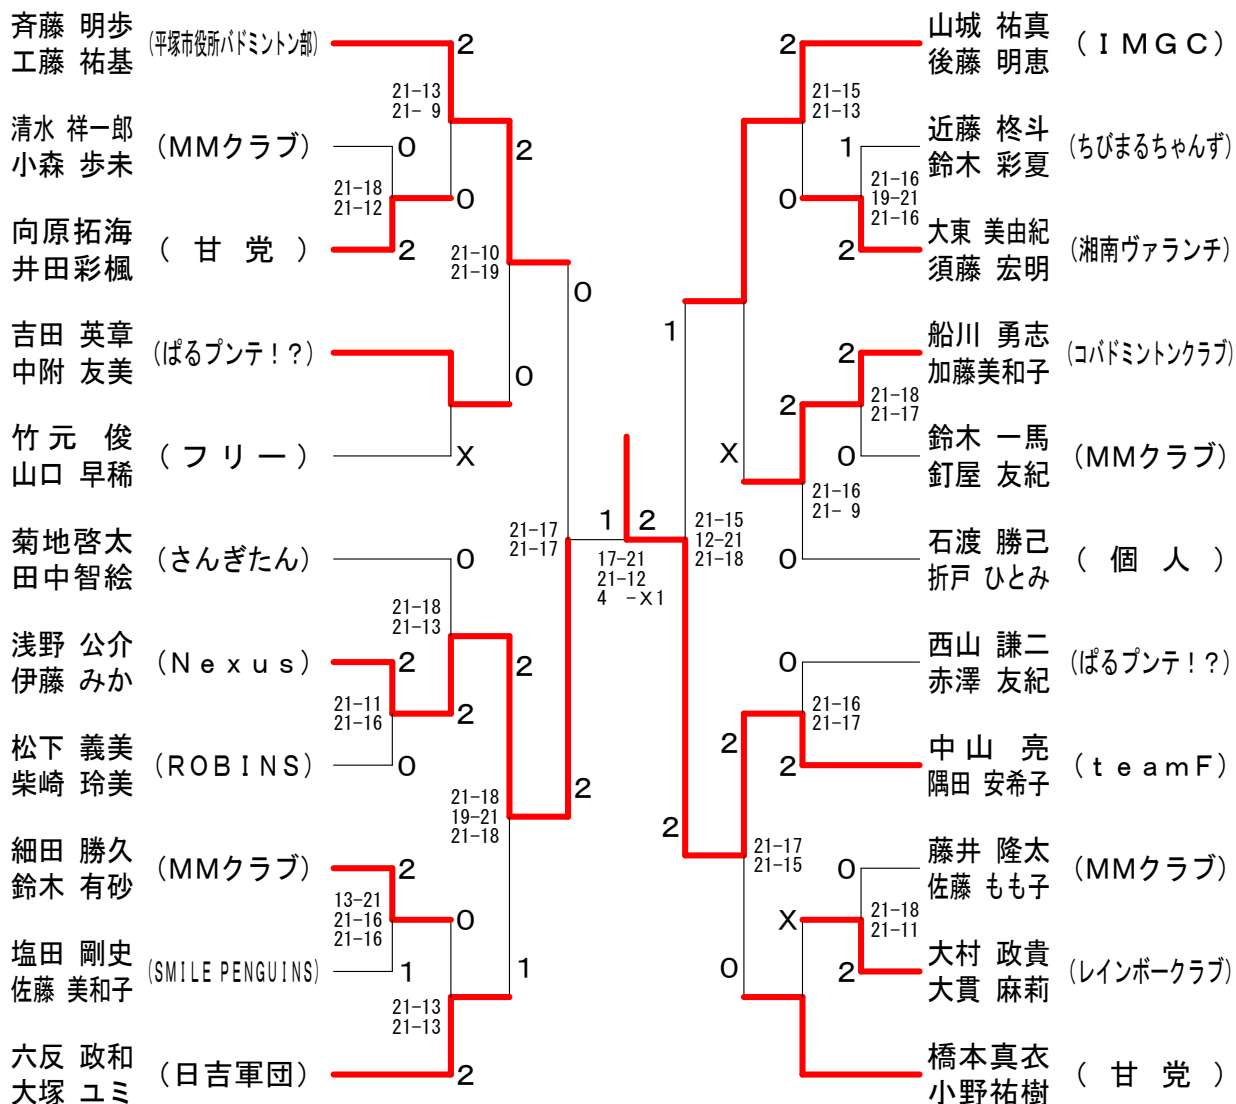 斉藤 明歩
工藤 祐基
(平塚市役所バドミントン部)
2
21-13
21- 9
清水 祥一郎
小森 歩未
(MMクラブ)
0
2
21-18
21-12
0
向原拓海
井田彩楓
( 甘 党 )
2
21-10
21-19
0
吉田 英章
中附 友美
(ぱるプンテ！？)
0
竹元 俊
山口 早稀
( フリー )
X
菊地啓太
田中智絵
(さんぎたん)
0
21-17
21-17
21-18
21-13
浅野 公介
伊藤 みか
(Nexus)
2
2
21-11
21-16
2
松下 義美
柴崎 玲美
(ROBINS)
0
21-18
19-21
21-18
2
細田 勝久
鈴木 有砂
(MMクラブ)
2
13-21
21-16
21-16
0
塩田 剛史
佐藤 美和子
(SMILE PENGUINS)
1
1
21-13
21-13
六反 政和
大塚 ユミ
(日吉軍団)
2
1
2
17-21
21-12
4 -X1
2
山城 祐真
後藤 明恵
(IMGC)
21-15
21-13
1
近藤 柊斗
鈴木 彩夏
(ちびまるちゃんず)
21-16
19-21
21-16
0
2
大東 美由紀
須藤 宏明
(湘南ヴァランチ)
1
2
船川 勇志
加藤美和子
(コバドミントンクラブ)
21-18
21-17
2
X
0
鈴木 一馬
釘屋 友紀
(MMクラブ)
21-16
21- 9
21-15
12-21
21-18
0
石渡 勝己
折戸 ひとみ
( 個 人 )
0
西山 謙二
赤澤 友紀
(ぱるプンテ！？)
21-16
21-17
2
2
中山 亮
隅田 安希子
(teamF)
2
21-17
21-15
0
藤井 隆太
佐藤 もも子
(MMクラブ)
21-18
21-11
X
0
2
大村 政貴
大貫 麻莉
(レインボークラブ)
橋本真衣
小野祐樹
( 甘 党 )